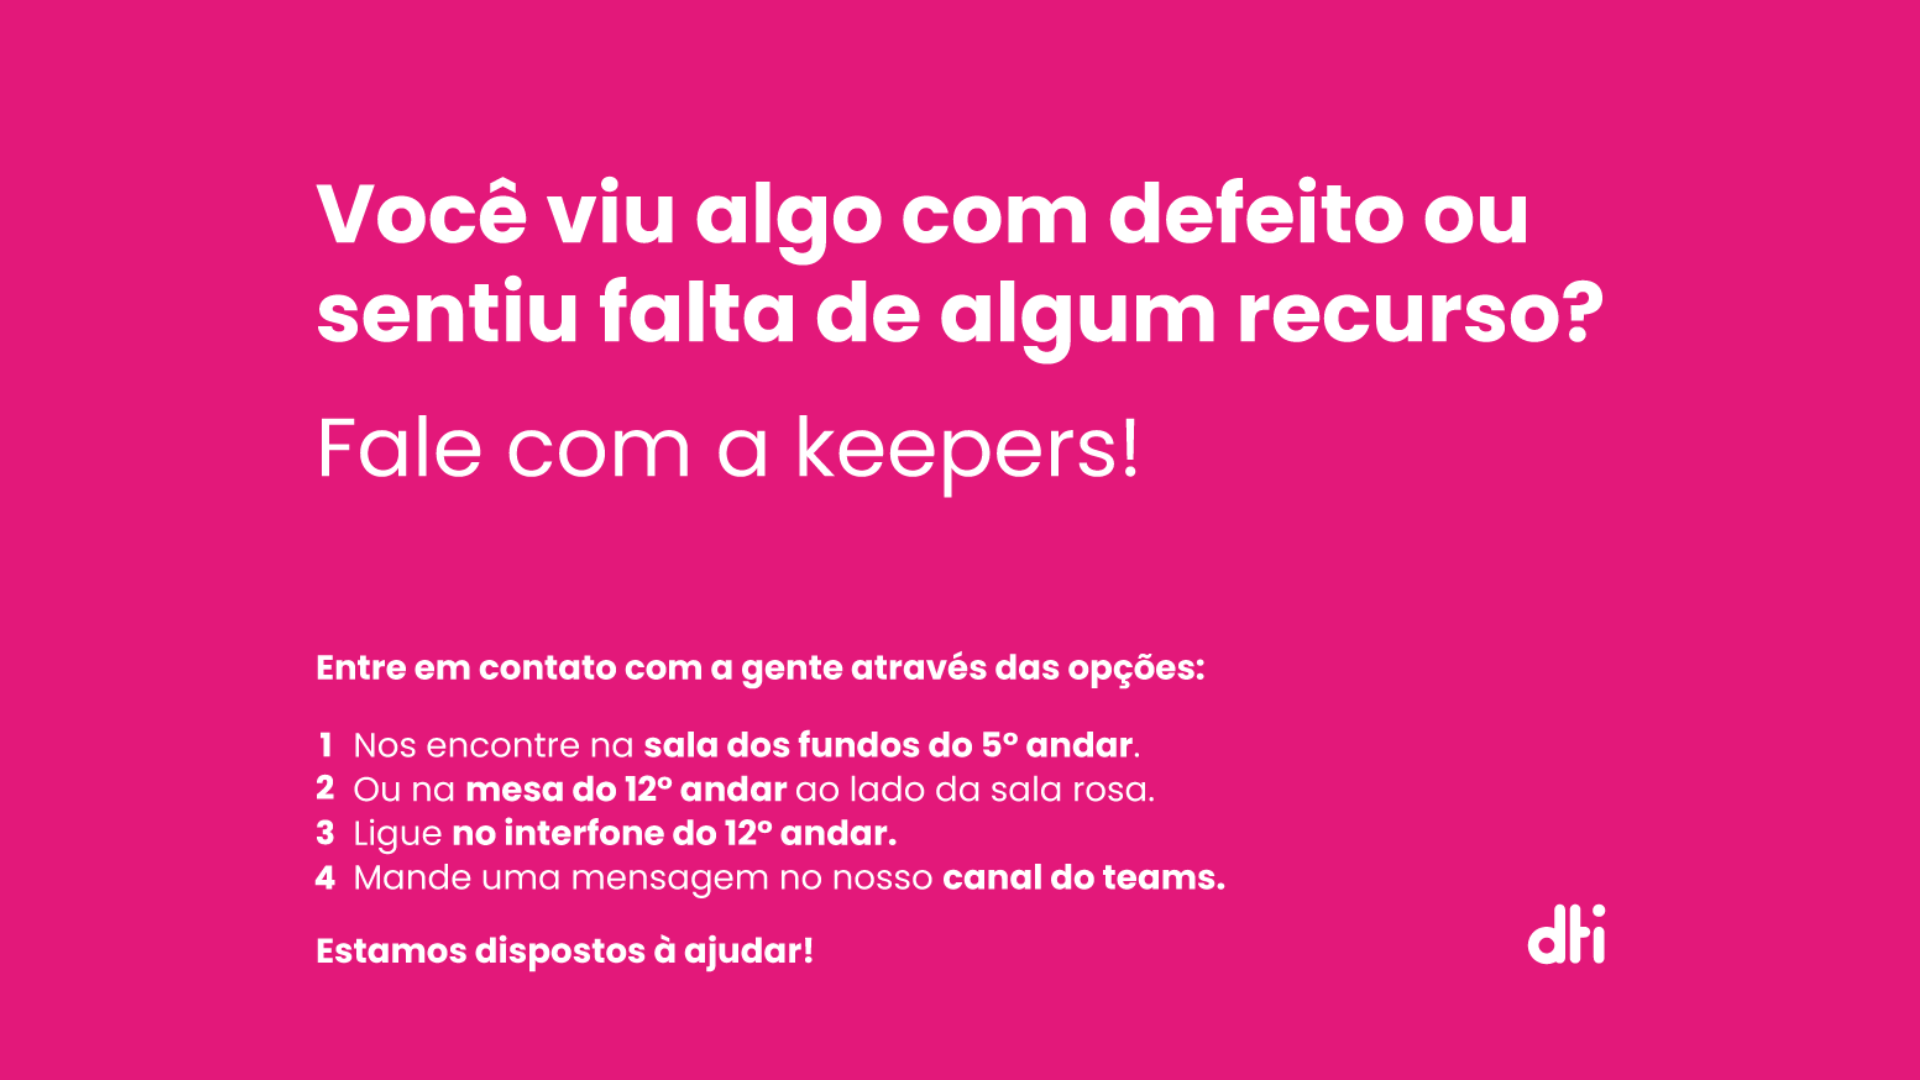 Você viu algo com defeito ou
sentiu falta de algum recurso?
Fale com a keepers!
Entre em contato com a gente através das opções:
1 Nos encontre na sala dos fundos do 5º andar.
2 Ou na mesa do 12º andar ao lado da sala rosa.
3 Ligue no interfone do 12º andar.
4 Mande uma mensagem no nosso canal do teams.
Estamos dispostos à ajudar!
dti